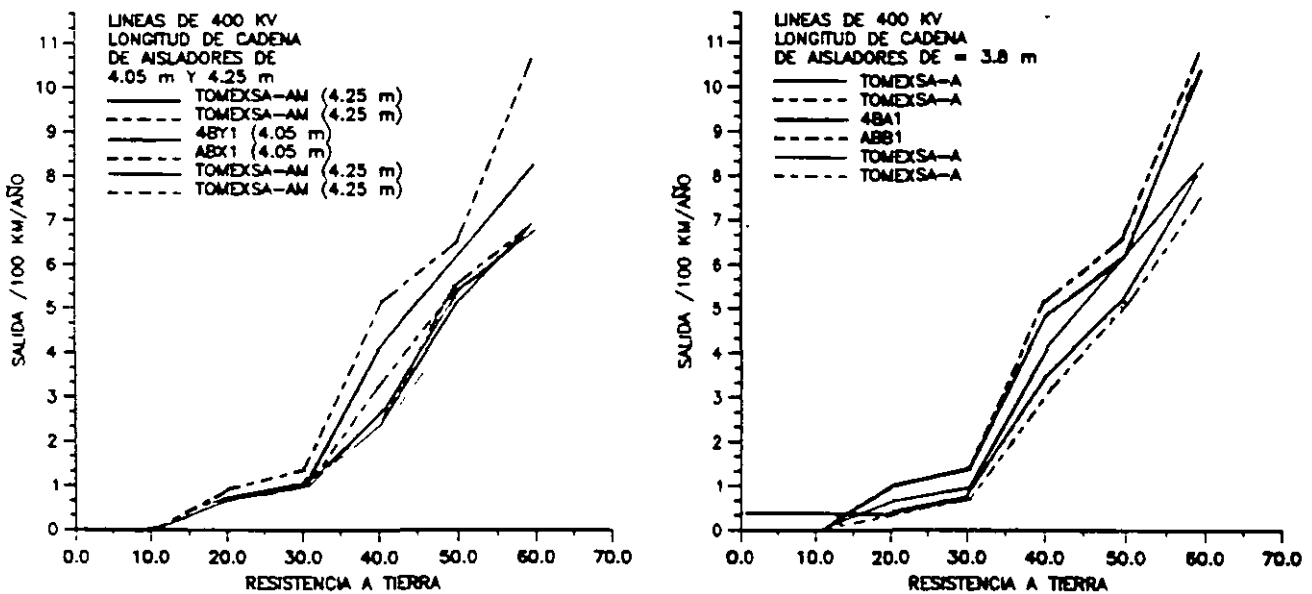 LINEAS DE 400 KV
LONGITUD DE CADENA
DE AISLADORES DE
4.05 m Y 4.25 m
TOMEXSA-AM (4.25 m)
TOMEXSA-AM (4.25 m)
4BY1 (4.05 m)
ABX1 (4.05 m)
TOMEXSA-AM (4.25 m)
TOMEXSA-AM (4.25 m)
11
10
9
8
7
6
5
4
3
2
1
0
SALIDA /100 KM/AÑO
0.0 10.0 20.0 30.0 40.0 50.0 60.0 70.0
RESISTENCIA A TIERRA
LINEAS DE 400 KV
LONGITUD DE CADENA
DE AISLADORES DE = 3.8 m
TOMEXSA-A
TOMEXSA-A
4BA1
ABB1
TOMEXSA-A
TOMEXSA-A
11
10
9
8
7
6
5
4
3
2
1
0
SALIDA /100 KM/AÑO
0.0 10.0 20.0 30.0 40.0 50.0 60.0 70.0
RESISTENCIA A TIERRA